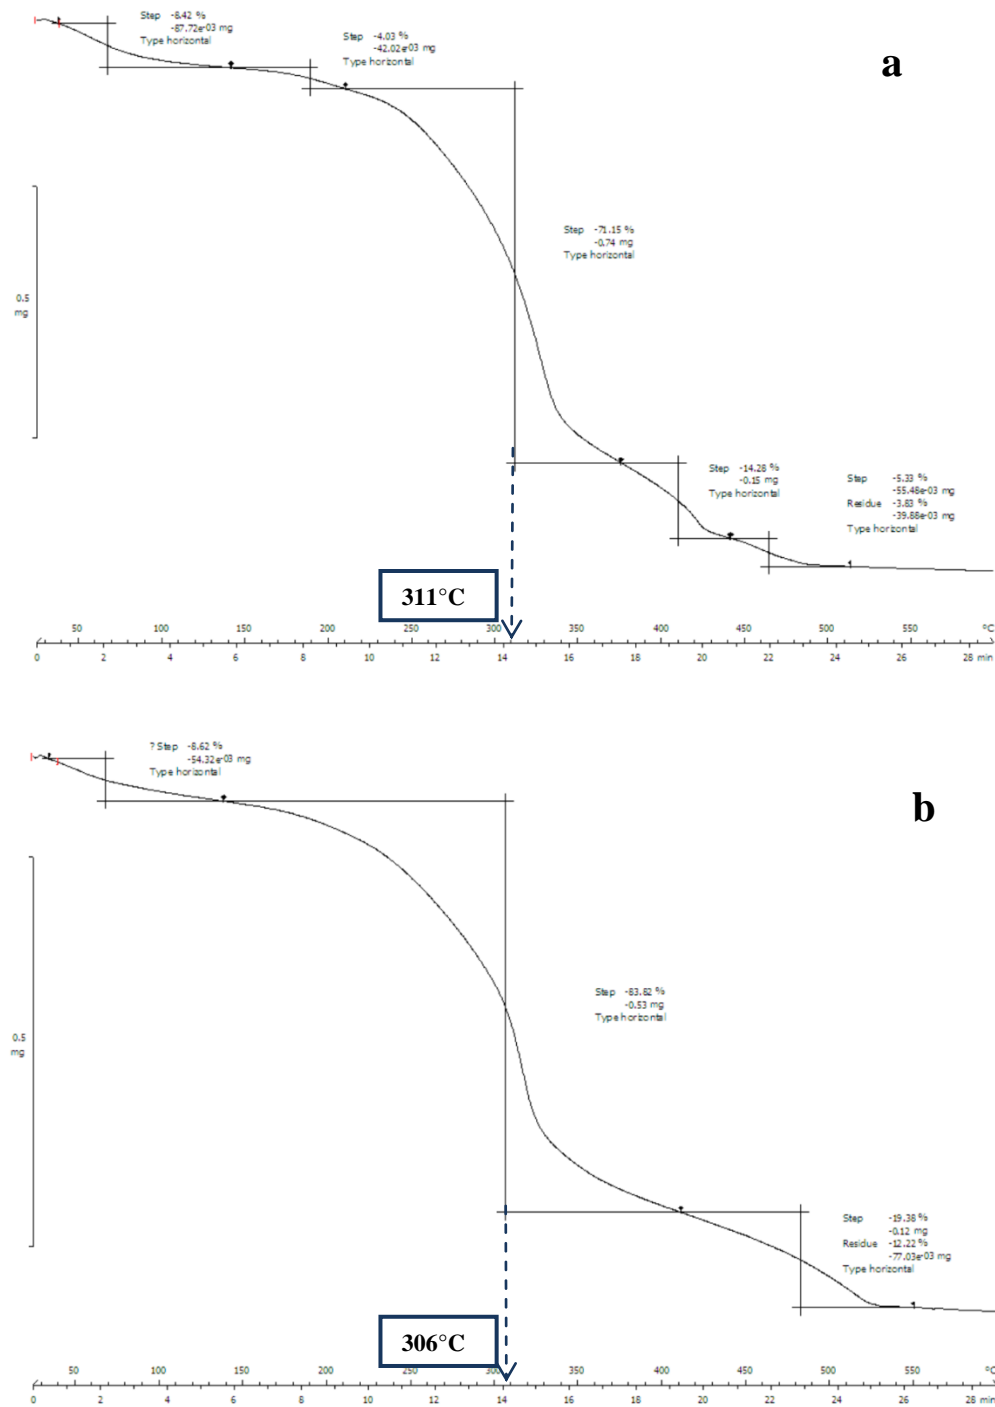 Step -8.42 %
-87.72e-03 mg
Type horizontal
Step -4.03 %
-42.02e-03 mg
Type horizontal
a
Step -71.15 %
-0.74 mg
Type horizontal
0.5
mg
Step -14.28 %
-0.15 mg
Type horizontal
Step -5.33 %
-55.48e-03 mg
Residue -3.83 %
-39.88e-03 mg
Type horizontal
311°C
50 100 150 200 250 300 350 400 450 500 550 °C
0 2 4 6 8 10 12 14 16 18 20 22 24 26 28 min
? Step -8.62 %
-54.32e-03 mg
Type horizontal
b
Step -83.82 %
-0.53 mg
Type horizontal
0.5
mg
Step -19.38 %
-0.12 mg
Residue -12.22 %
-77.03e-03 mg
Type horizontal
306°C
50 100 150 200 250 300 350 400 450 500 550 °C
0 2 4 6 8 10 12 14 16 18 20 22 24 26 28 min